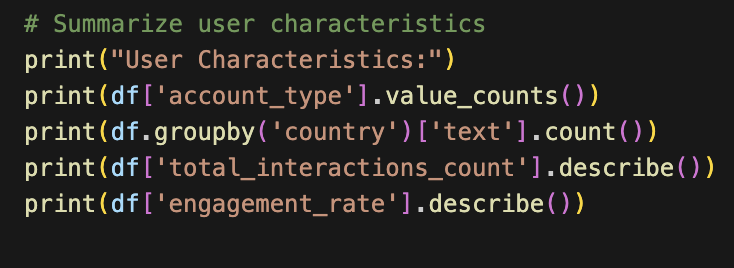 # Summarize user characteristics
print("User Characteristics:")
print(df['account_type'].value_counts())
print(df.groupby('country')['text'].count())
print(df['total_interactions_count'].describe())
print(df['engagement_rate'].describe())